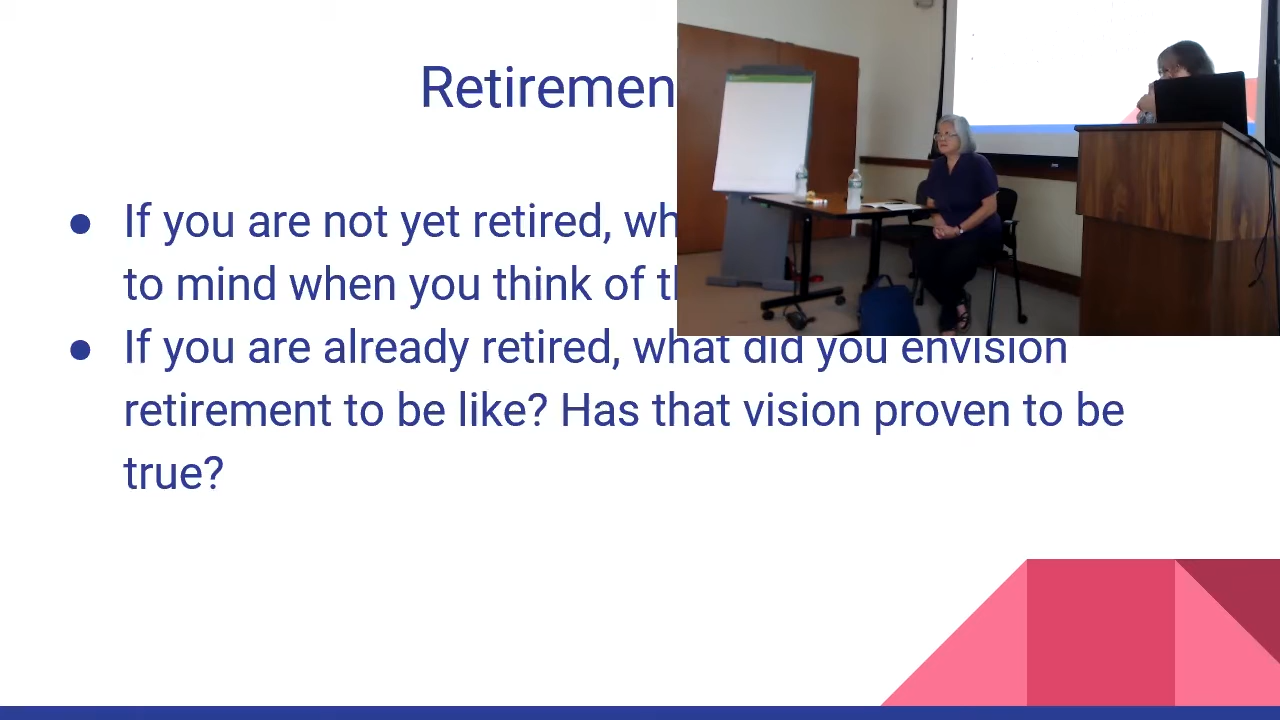 Retiremen
If you are not yet retired, wh
to mind when you think of t
If you are already retired, what did you envision
retirement to be like? Has that vision proven to be
true?